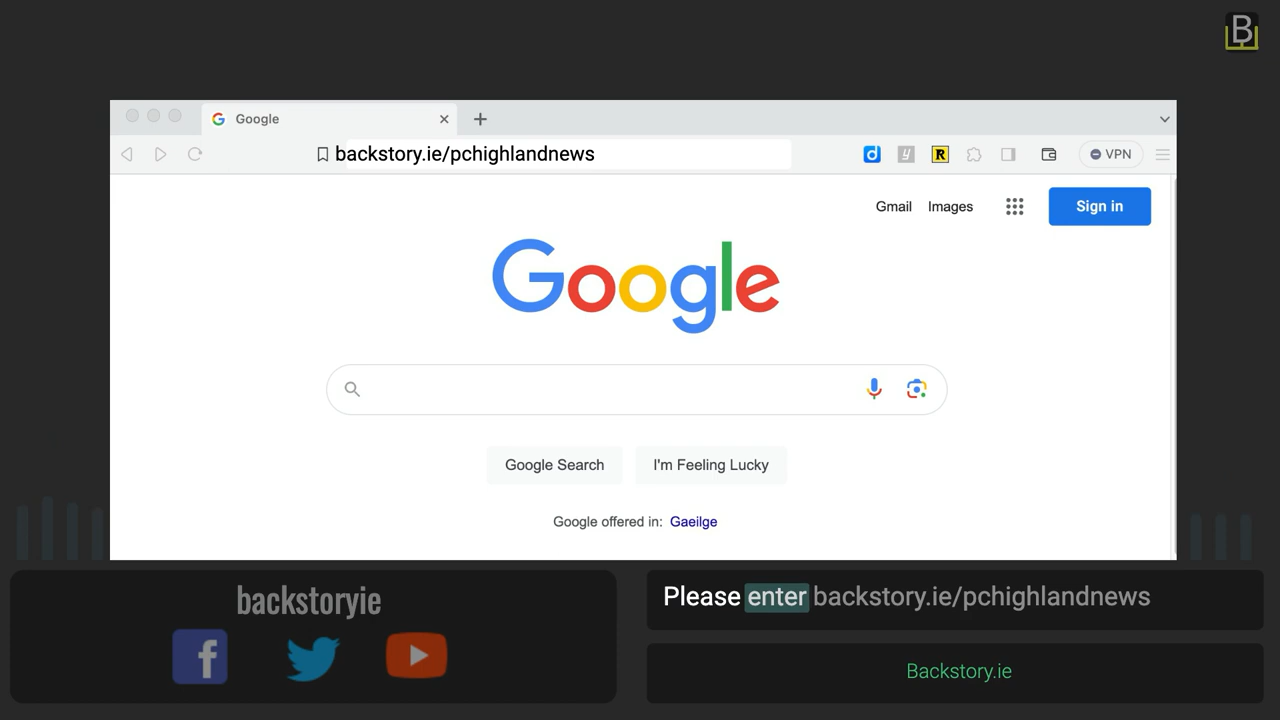 B
Google
backstory.ie/pchighlandnews
VPN
Gmail Images Sign in
Google
Google Search I'm Feeling Lucky
Google offered in: Gaeilge
backstoryie
Please enter backstory.ie/pchighlandnews
Backstory.ie